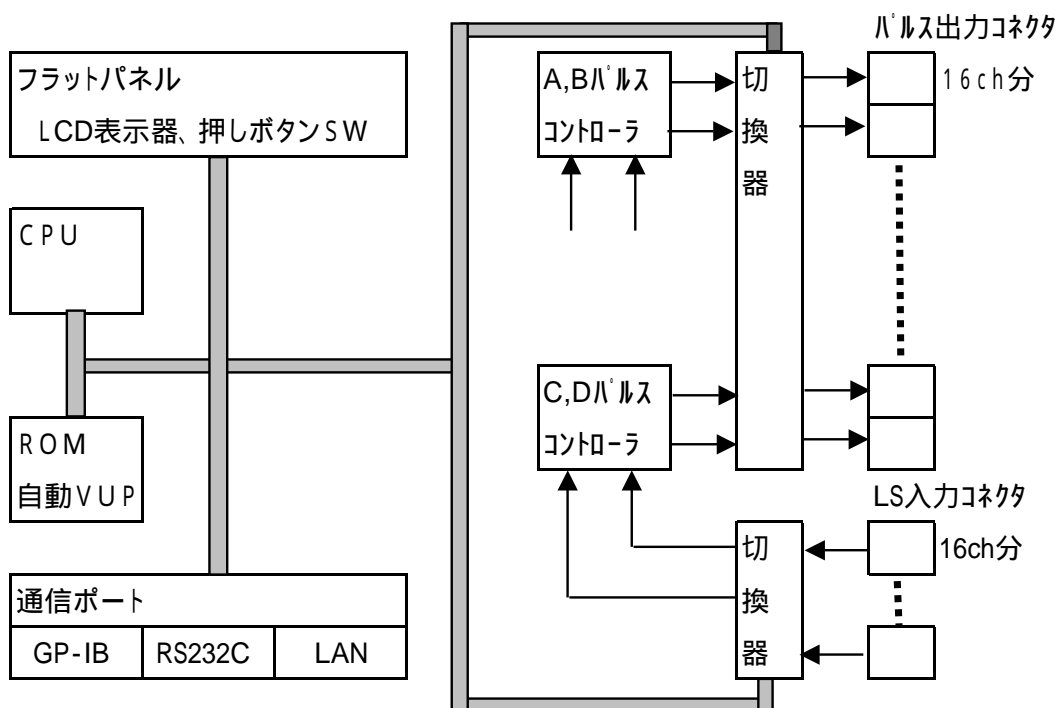 パルス出力コネクタ
16ch分
フラットパネル
LCD表示器、押しボタンSW
A,Bパルス
コントローラ
切
換
器
CPU
C,Dパルス
コントローラ
ROM
自動VUP
LS入力コネクタ
16ch分
切
換
器
通信ポート
GP-IB
RS232C
LAN